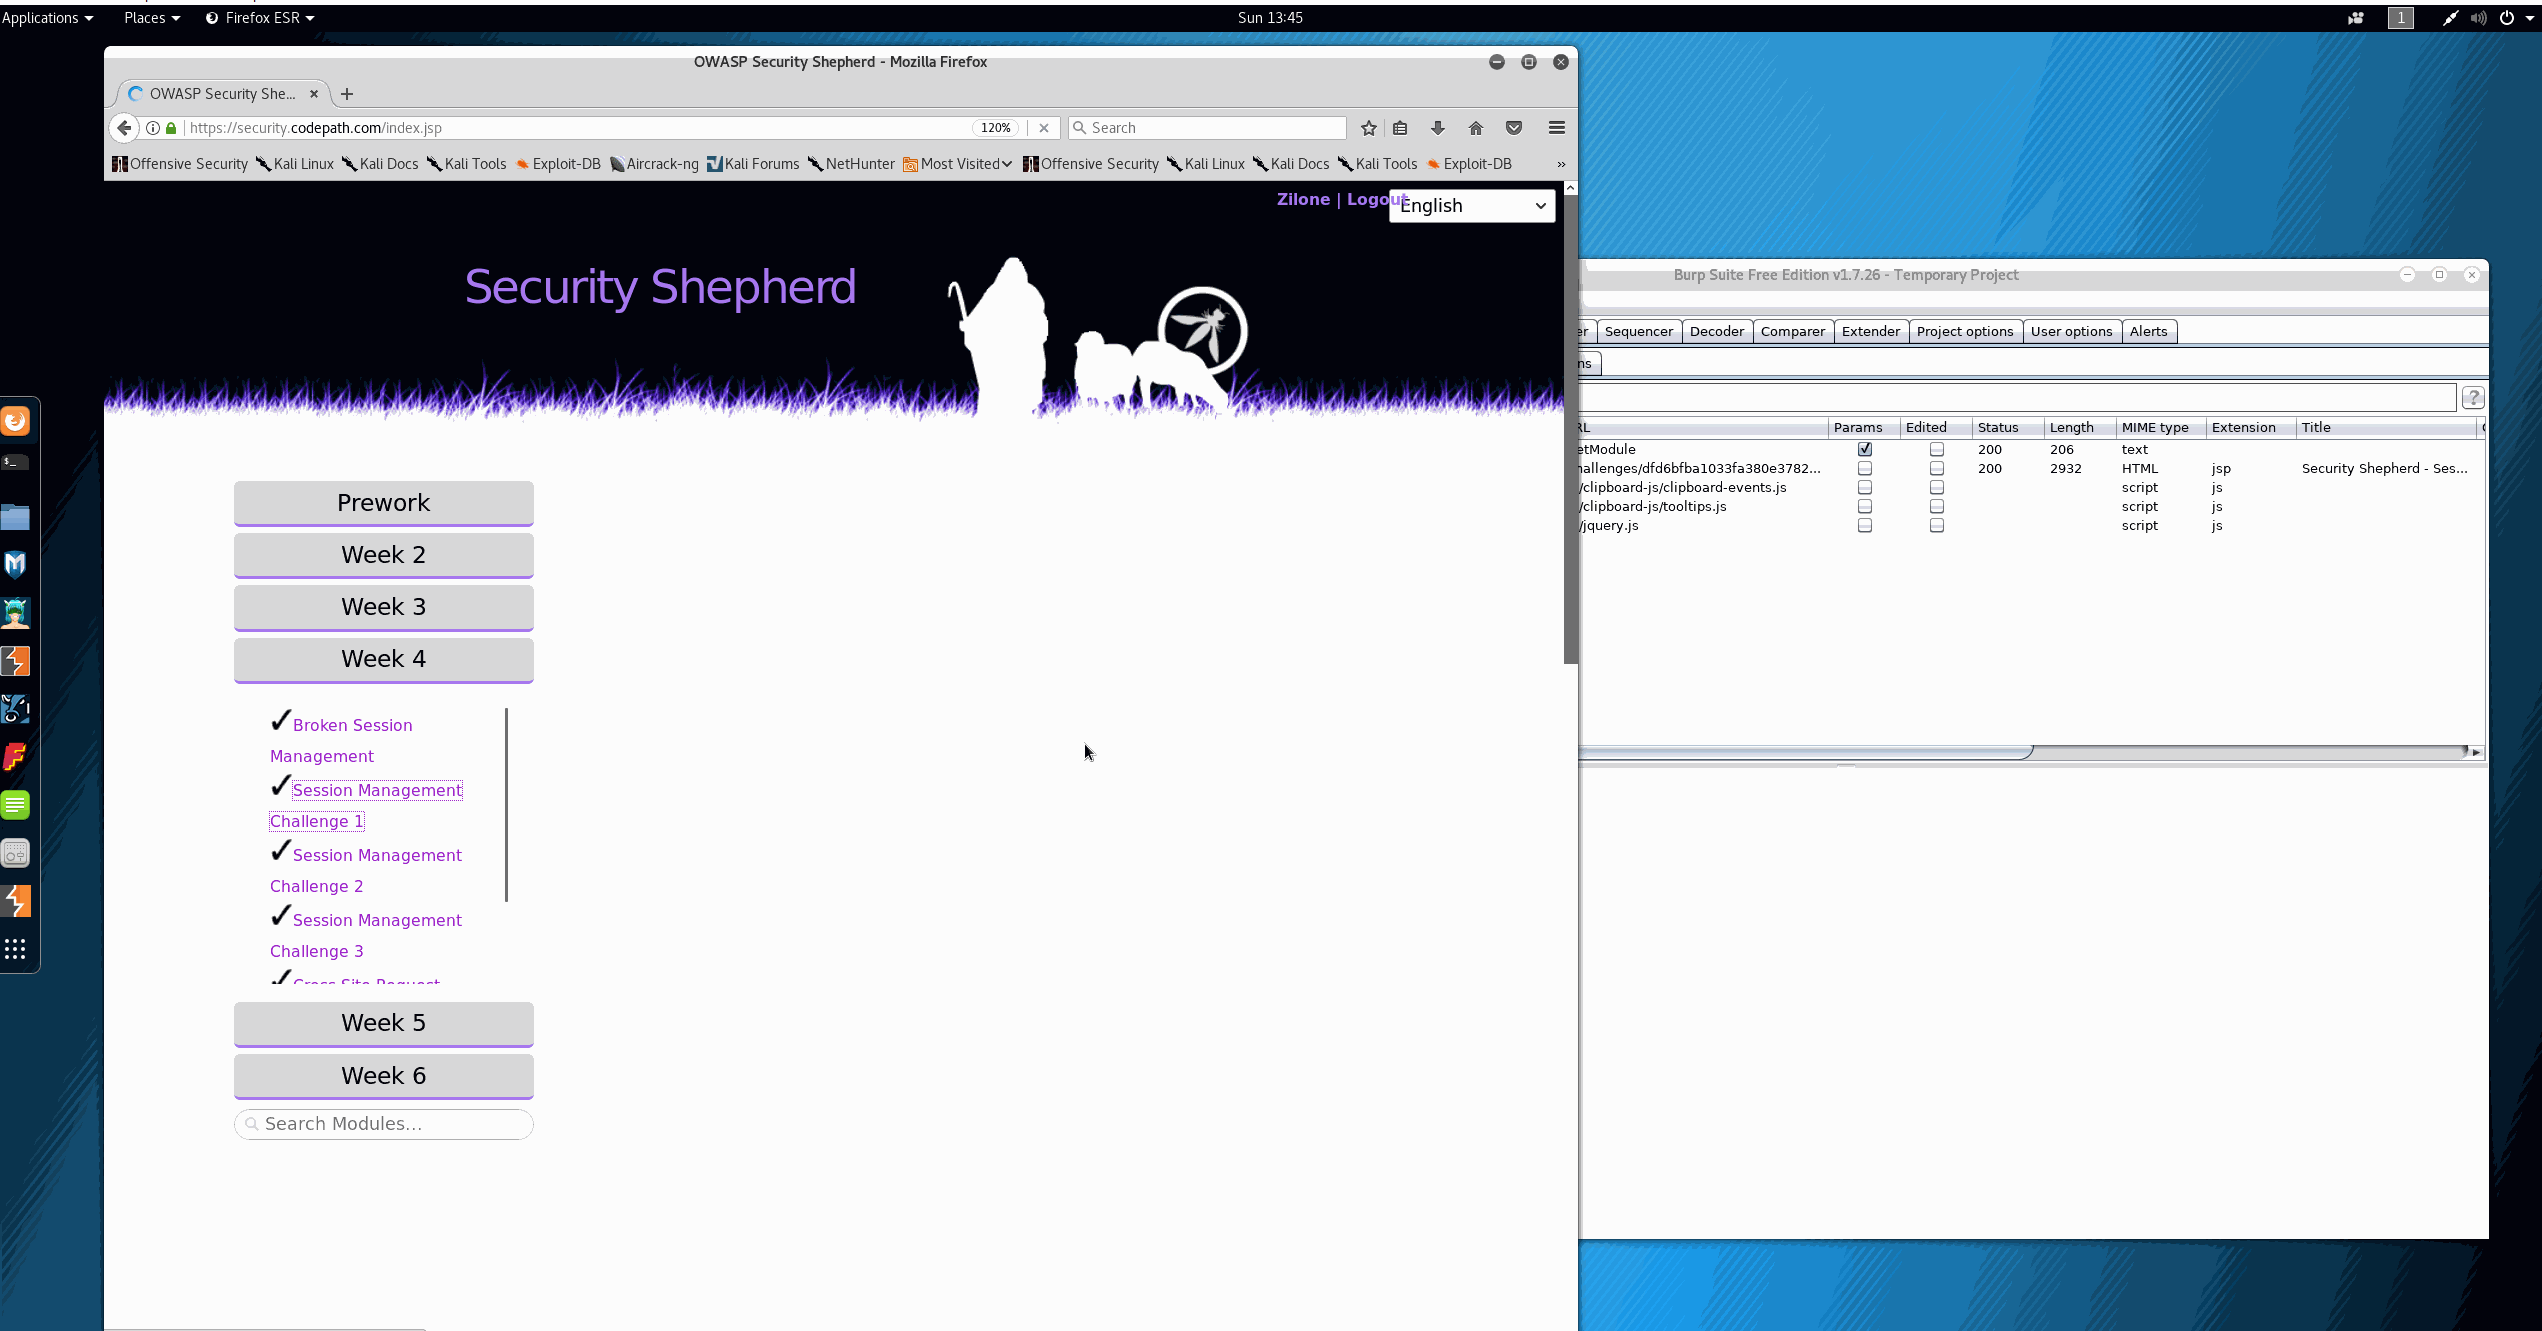 Applications Places Firefox ESR Sun 13:45 1
OWASP Security Shepherd - Mozilla Firefox
OWASP Security She...
https://security.codepath.com/index.jsp 120% Search
Offensive Security Kali Linux Kali Docs Kali Tools Exploit-DB Aircrack-ng Kali Forums NetHunter Most Visited Offensive Security Kali Linux Kali Docs Kali Tools Exploit-DB »
Zilone | Logout English
Security Shepherd
Prework
Week 2
Week 3
Week 4
Broken Session
Management
Session Management
Challenge 1
Session Management
Challenge 2
Session Management
Challenge 3
Cross Site Request
Week 5
Week 6
Search Modules...
Burp Suite Free Edition v1.7.26 - Temporary Project
er Sequencer Decoder Comparer Extender Project options User options Alerts
ns
?
RL Params Edited Status Length MIME type Extension Title
etModule 200 206 text
hallenges/dfd6bfba1033fa380e3782... 200 2932 HTML jsp Security Shepherd - Ses...
/clipboard-js/clipboard-events.js script js
/clipboard-js/tooltips.js script js
/jquery.js script js